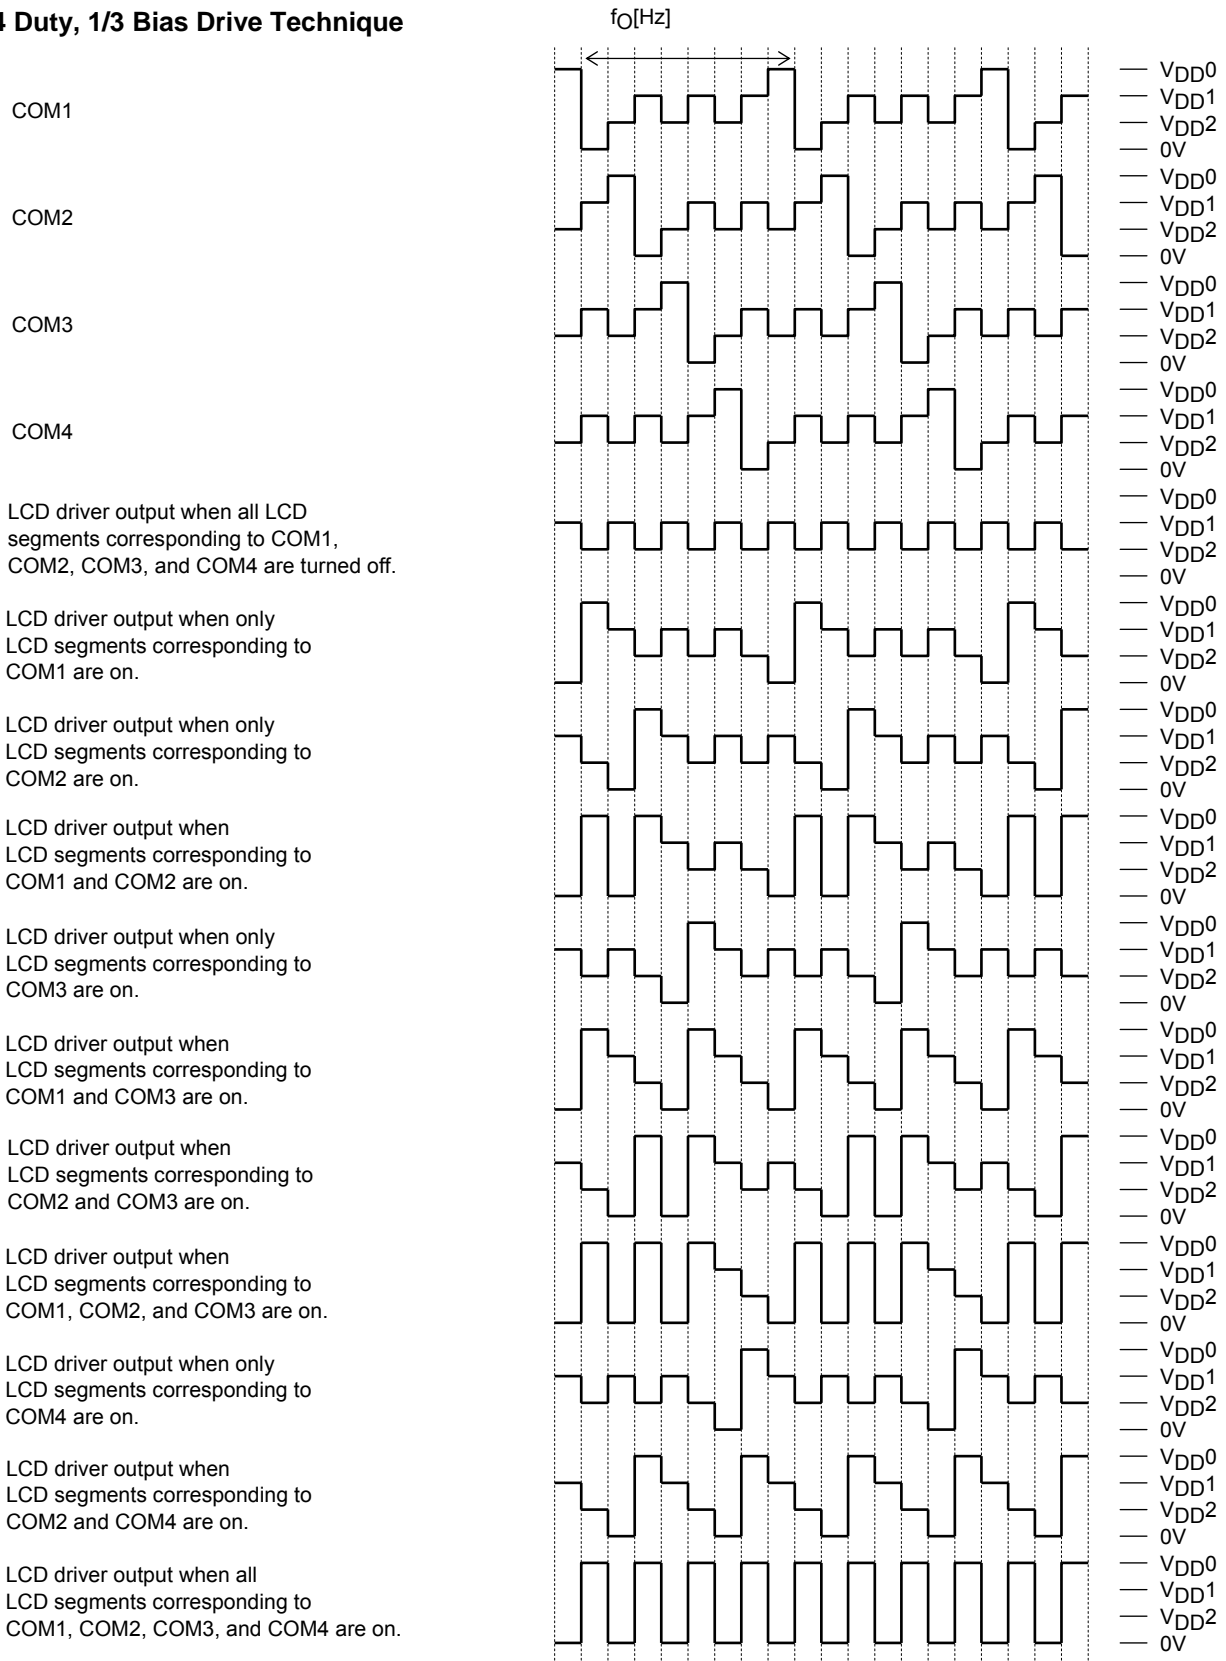 4 Duty, 1/3 Bias Drive Technique
fO[Hz]
COM1
VDD0
VDD1
VDD2
0V
COM2
VDD0
VDD1
VDD2
0V
COM3
VDD0
VDD1
VDD2
0V
COM4
VDD0
VDD1
VDD2
0V
LCD driver output when all LCD
segments corresponding to COM1,
COM2, COM3, and COM4 are turned off.
VDD0
VDD1
VDD2
0V
LCD driver output when only
LCD segments corresponding to
COM1 are on.
VDD0
VDD1
VDD2
0V
LCD driver output when only
LCD segments corresponding to
COM2 are on.
VDD0
VDD1
VDD2
0V
LCD driver output when
LCD segments corresponding to
COM1 and COM2 are on.
VDD0
VDD1
VDD2
0V
LCD driver output when only
LCD segments corresponding to
COM3 are on.
VDD0
VDD1
VDD2
0V
LCD driver output when
LCD segments corresponding to
COM1 and COM3 are on.
VDD0
VDD1
VDD2
0V
LCD driver output when
LCD segments corresponding to
COM2 and COM3 are on.
VDD0
VDD1
VDD2
0V
LCD driver output when
LCD segments corresponding to
COM1, COM2, and COM3 are on.
VDD0
VDD1
VDD2
0V
LCD driver output when only
LCD segments corresponding to
COM4 are on.
VDD0
VDD1
VDD2
0V
LCD driver output when
LCD segments corresponding to
COM2 and COM4 are on.
VDD0
VDD1
VDD2
0V
LCD driver output when all
LCD segments corresponding to
COM1, COM2, COM3, and COM4 are on.
VDD0
VDD1
VDD2
0V